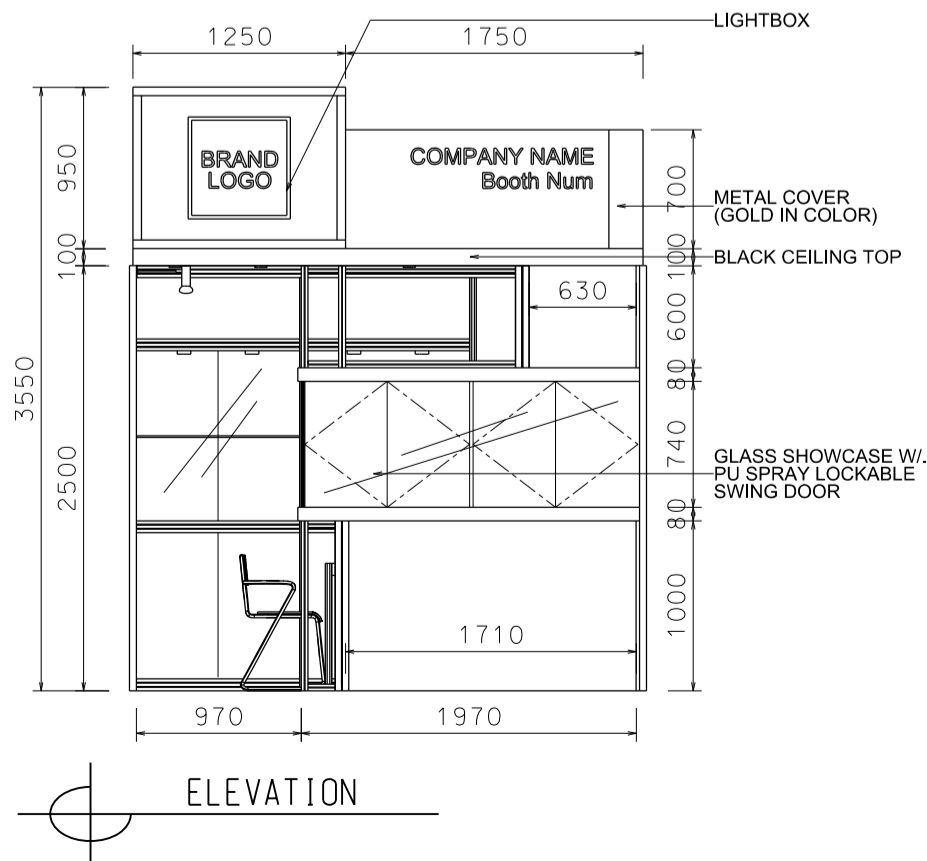 LIGHTBOX
1250
1750
BRAND
LOGO
COMPANY NAME
Booth Num
950
700
METAL COVER
(GOLD IN COLOR)
100
100
BLACK CEILING TOP
630
600
3550
80
2500
740
GLASS SHOWCASE W/.
PU SPRAY LOCKABLE
SWING DOOR
80
1000
1710
970
1970
ELEVATION